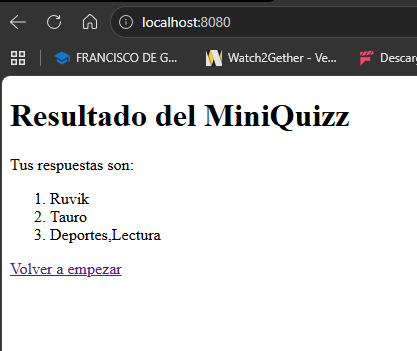 localhost:8080
FRANCISCO DE G... Watch2Gether - Ve... Descarg
Resultado del MiniQuizz
Tus respuestas son:
1. Ruvik
2. Tauro
3. Deportes,Lectura
Volver a empezar